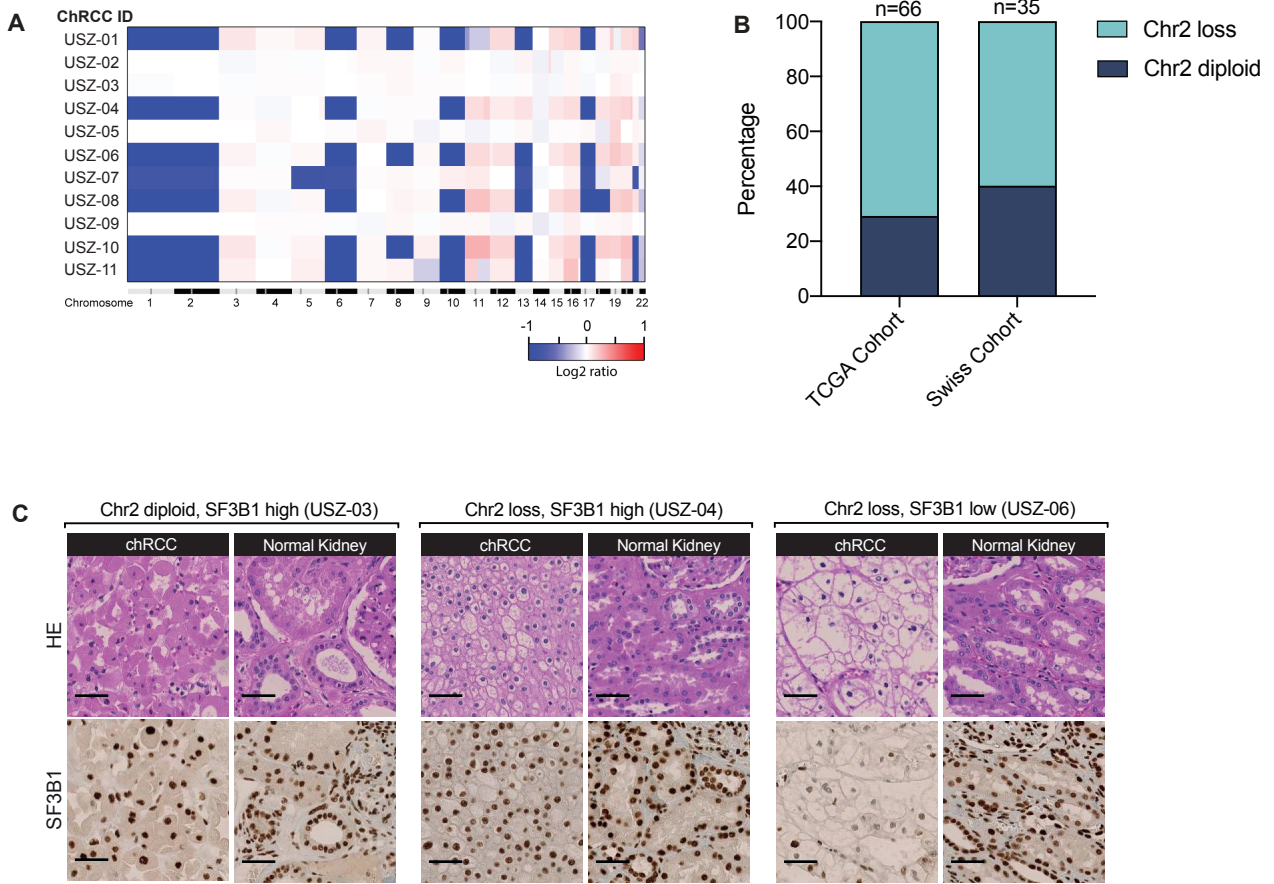 A
ChRCC ID
USZ-01
USZ-02
USZ-03
USZ-04
USZ-05
USZ-06
USZ-07
USZ-08
USZ-09
USZ-10
USZ-11
Chromosome 1 2 3 4 5 6 7 8 9 10 11 12 13 14 15 16 17 19 22
-1 0 1
Log2 ratio
B
n=66 n=35
Percentage
100
80
60
40
20
0
TCGA Cohort
Swiss Cohort
Chr2 loss
Chr2 diploid
C
Chr2 diploid, SF3B1 high (USZ-03)
Chr2 loss, SF3B1 high (USZ-04)
Chr2 loss, SF3B1 low (USZ-06)
chRCC Normal Kidney chRCC Normal Kidney chRCC Normal Kidney
HE
SF3B1